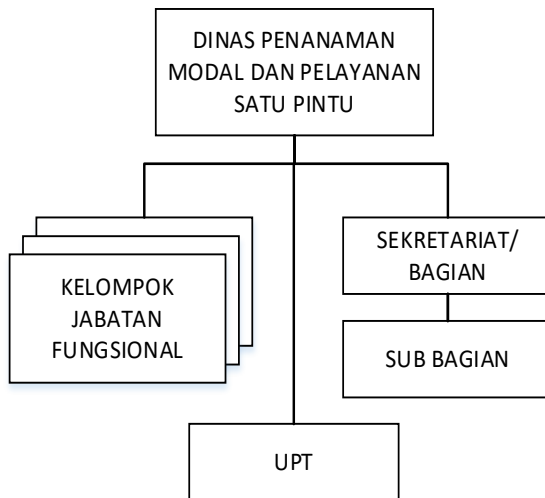 DINAS PENANAMAN
MODAL DAN PELAYANAN
SATU PINTU
KELOMPOK
JABATAN
FUNGSIONAL
SEKRETARIAT/
BAGIAN
SUB BAGIAN
UPT